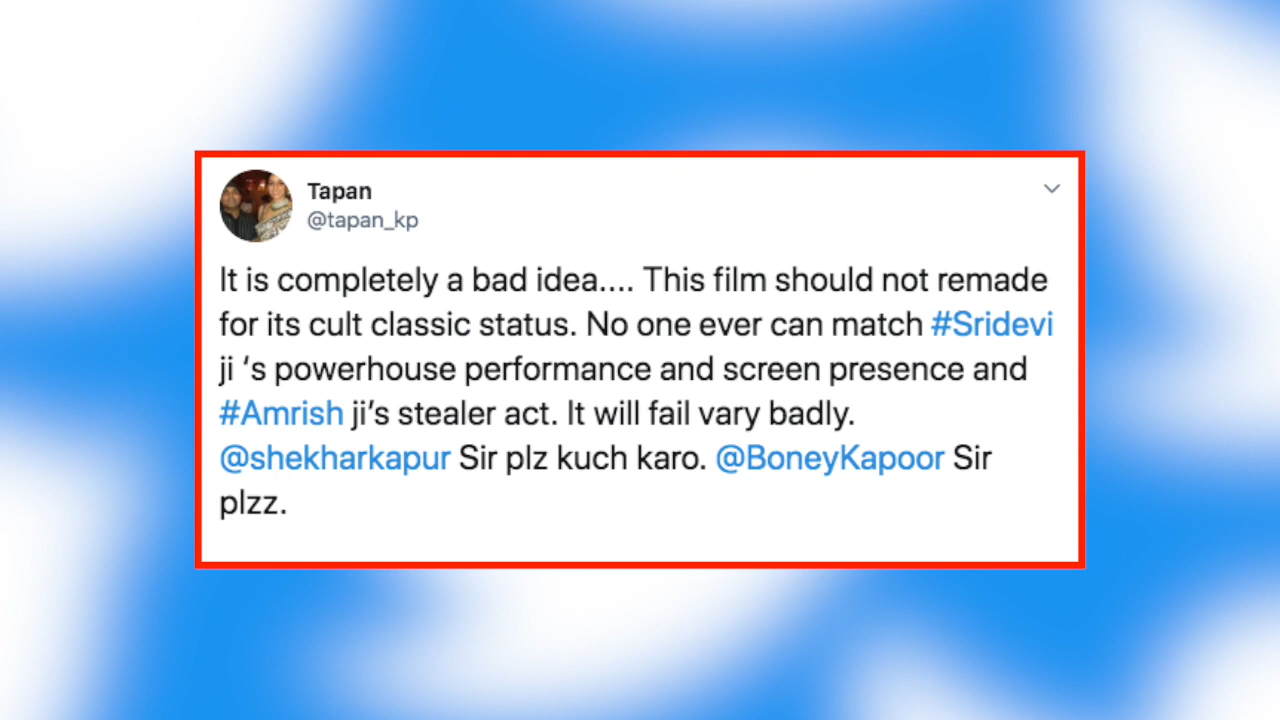 Tapan
@tapan_kp
It is completely a bad idea.... This film should not remade
for its cult classic status. No one ever can match #Sridevi
ji ‘s powerhouse performance and screen presence and
#Amrish ji’s stealer act. It will fail vary badly.
@shekharkapur Sir plz kuch karo. @BoneyKapoor Sir
plzz.